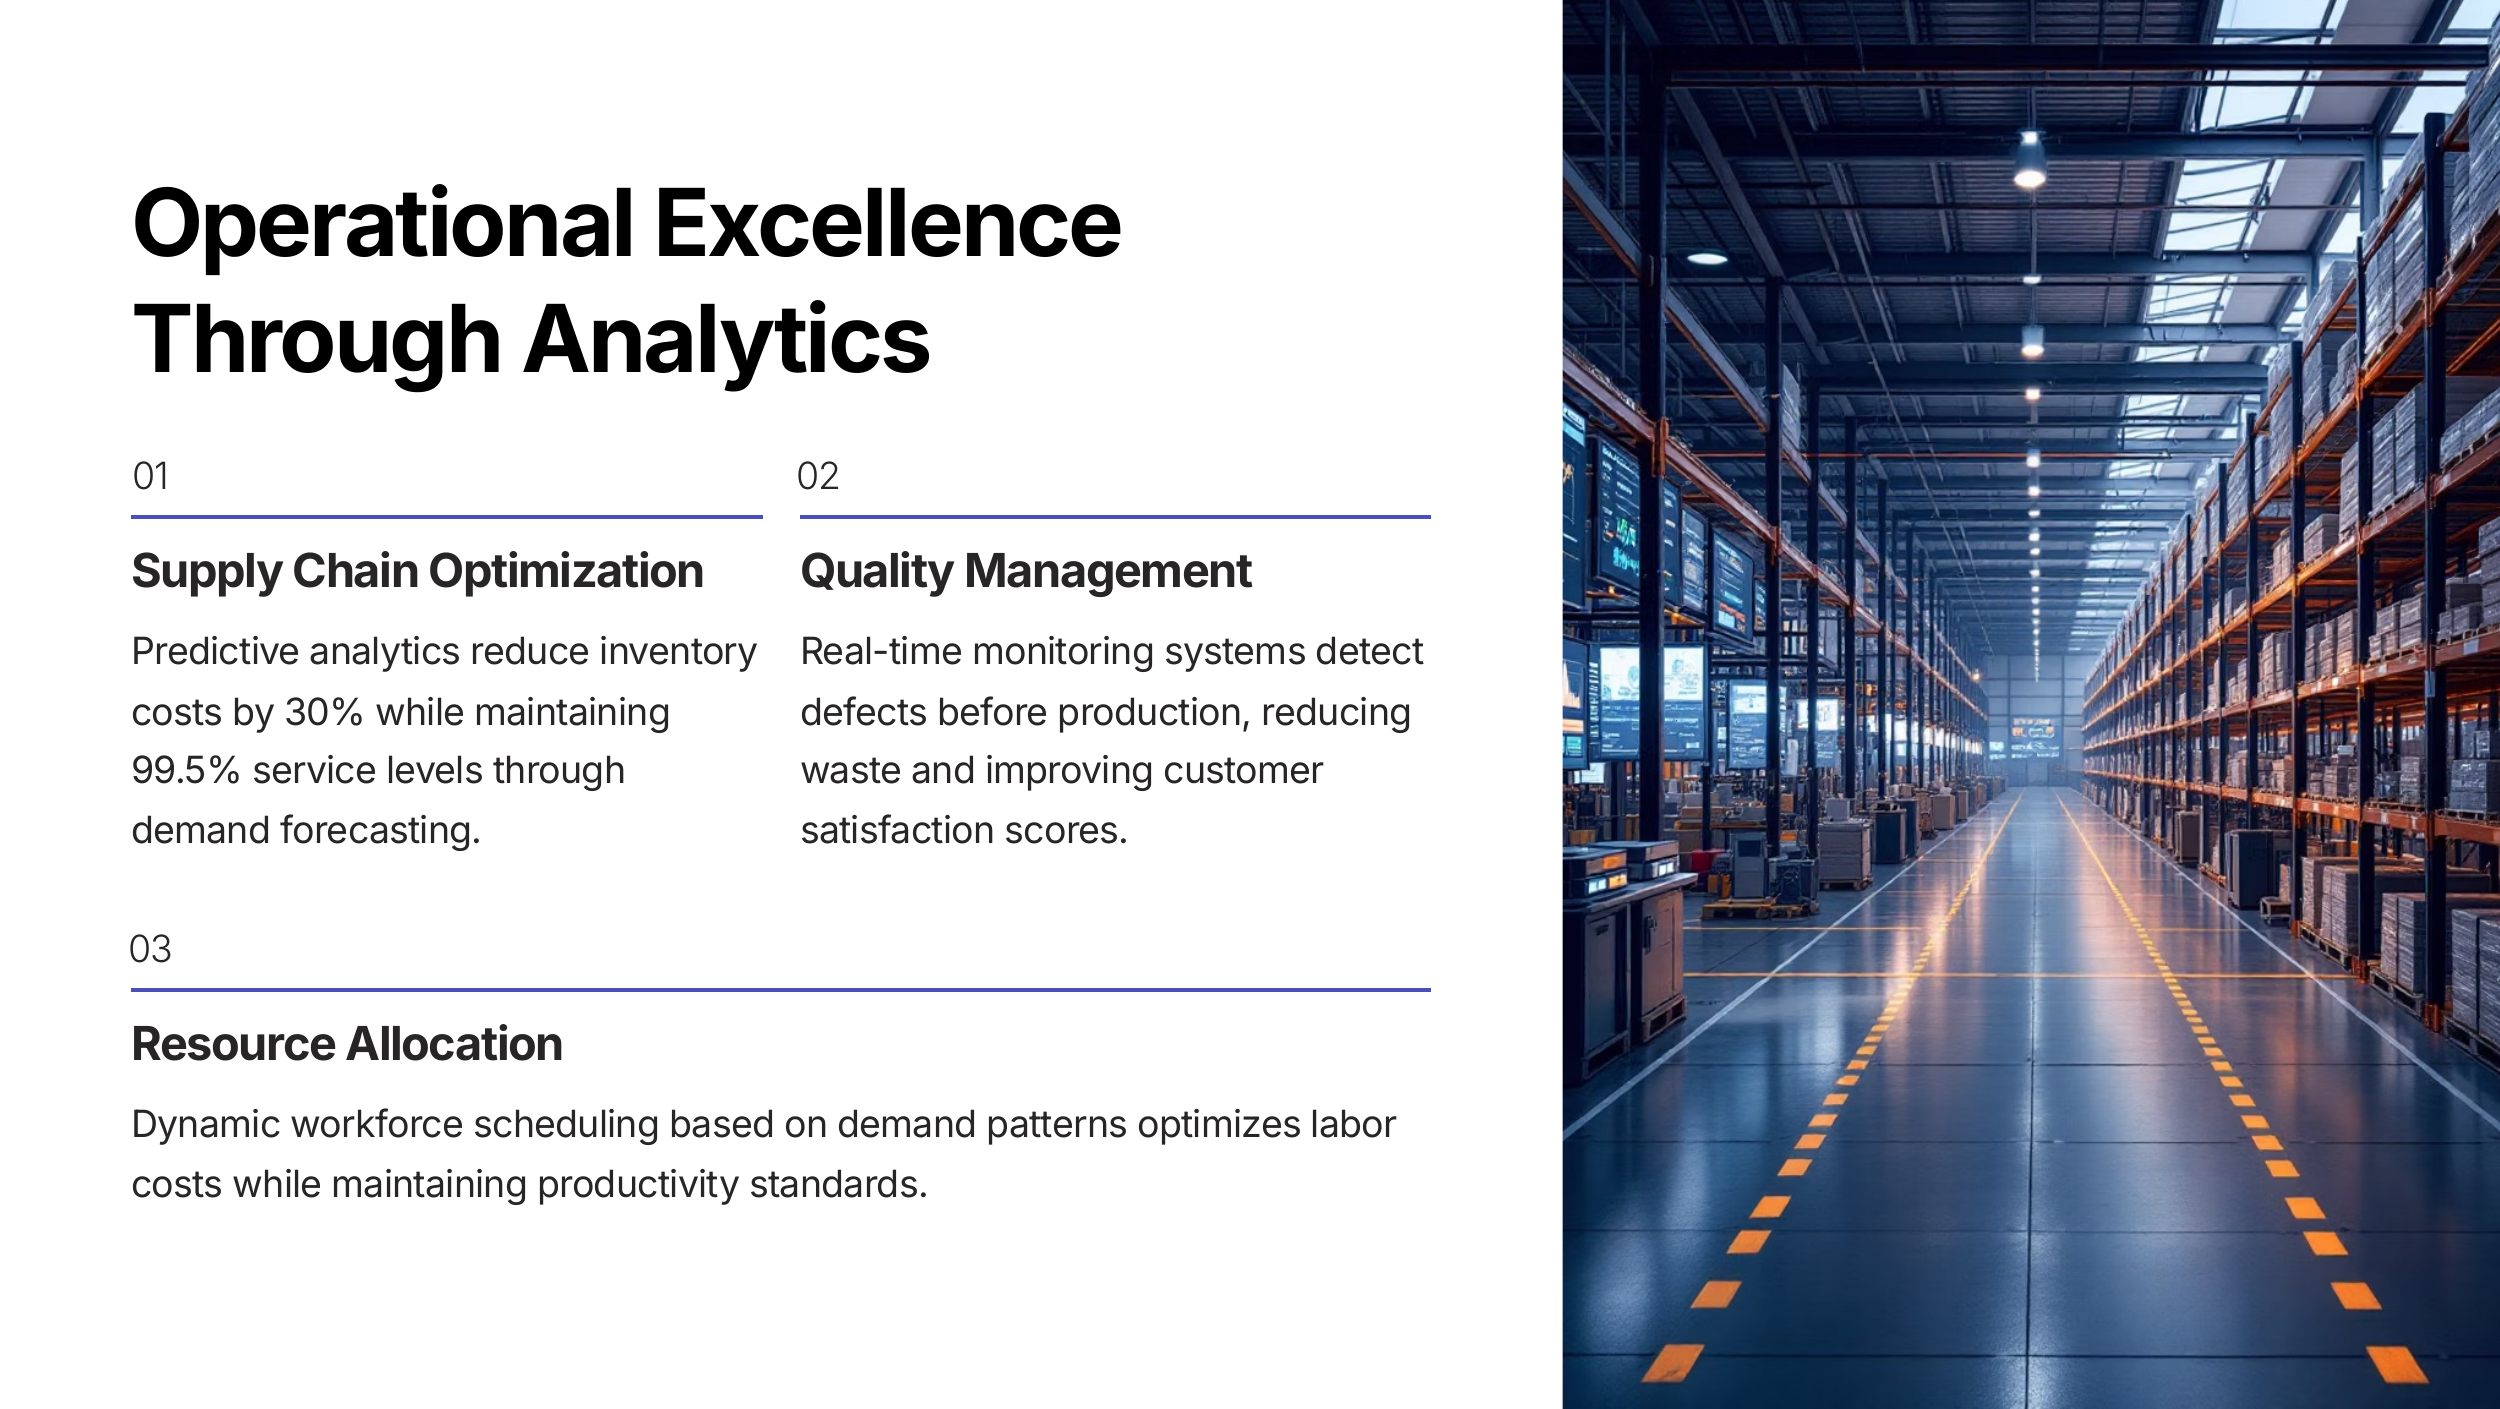 Operational Excellence
Through Analytics
01
Supply Chain Optimization
Predictive analytics reduce inventory
costs by 30% while maintaining
99.5% service levels through
demand forecasting.
02
Quality Management
Real-time monitoring systems detect
defects before production, reducing
waste and improving customer
satisfaction scores.
03
Resource Allocation
Dynamic workforce scheduling based on demand patterns optimizes labor
costs while maintaining productivity standards.